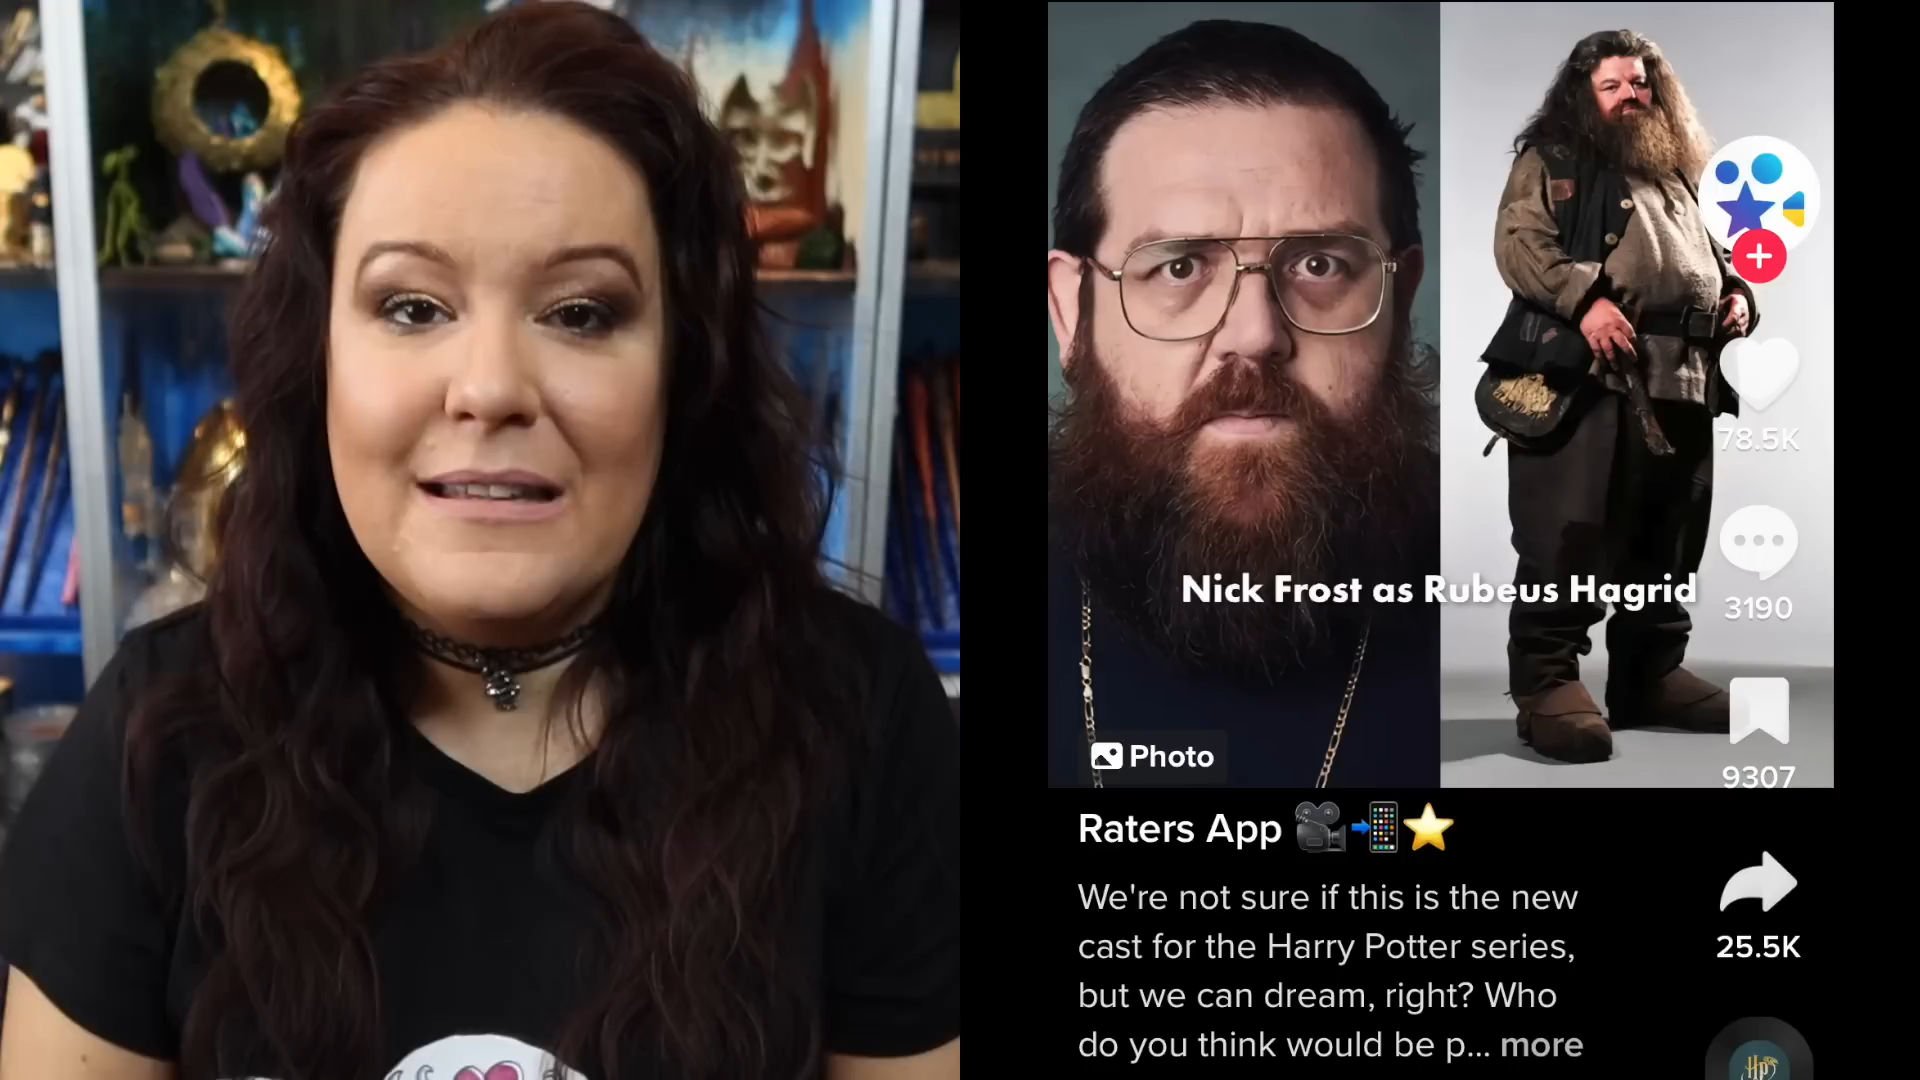 Nick Frost as Rubeus Hagrid
78.5K
3190
Photo
9307
Raters App
We're not sure if this is the new
cast for the Harry Potter series,
but we can dream, right? Who
do you think would be p... more
25.5K
HP